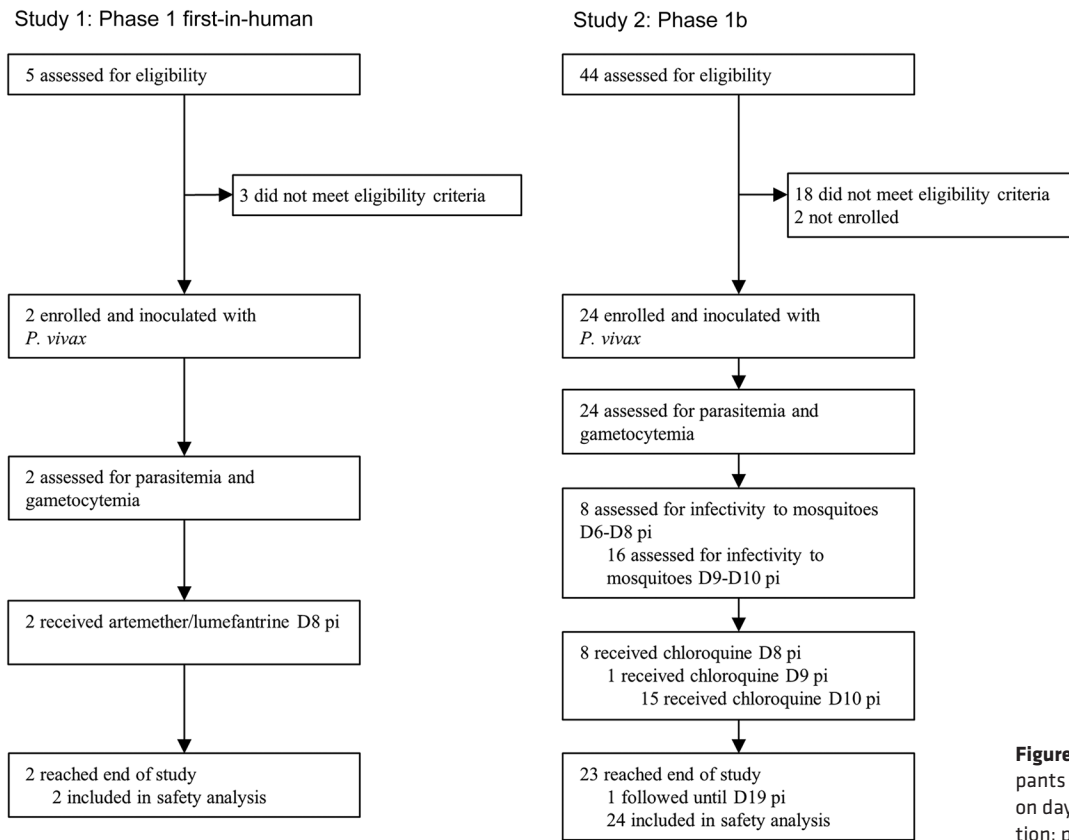 Study 1: Phase 1 first-in-human
5 assessed for eligibility
3 did not meet eligibility criteria
2 enrolled and inoculated with
P. vivax
2 assessed for parasitemia and
gametocytemia
2 received artemether/lumefantrine D8 pi
2 reached end of study
2 included in safety analysis
Study 2: Phase 1b
44 assessed for eligibility
18 did not meet eligibility criteria
2 not enrolled
24 enrolled and inoculated with
P. vivax
24 assessed for parasitemia and
gametocytemia
8 assessed for infectivity to mosquitoes
D6-D8 pi
16 assessed for infectivity to
mosquitoes D9-D10 pi
8 received chloroquine D8 pi
1 received chloroquine D9 pi
15 received chloroquine D10 pi
23 reached end of study
1 followed until D19 pi
24 included in safety analysis
Figure
pants
on day
tion; p